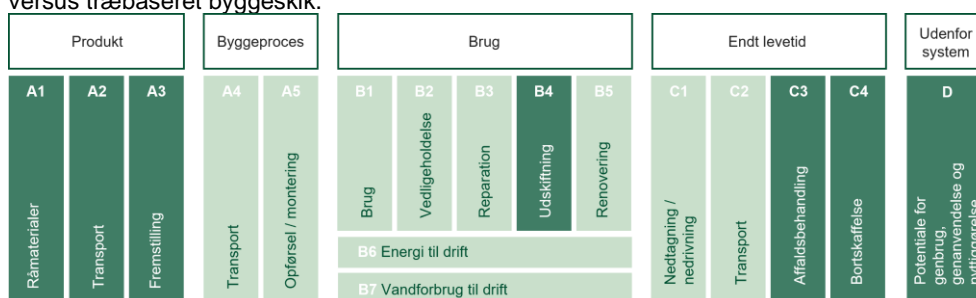 versus træbaseret byggeskik.
Produkt
Byggeproces
Brug
Endt levetid
Udenfor
system
A1
Råmaterialer
A2
Transport
A3
Fremstilling
A4
Transport
A5
Opførsel / montering
B1
Brug
B2
Vedligeholdelse
B3
Reparation
B4
Udskiftning
B5
Renovering
B6 Energi til drift
B7 Vandforbrug til drift
C1
Nedtagning /
nedrivning
C2
Transport
C3
Affaldsbehandling
C4
Bortskaffelse
D
Potentiale for
genbrug,
genanvendelse og
nyttiggørelse